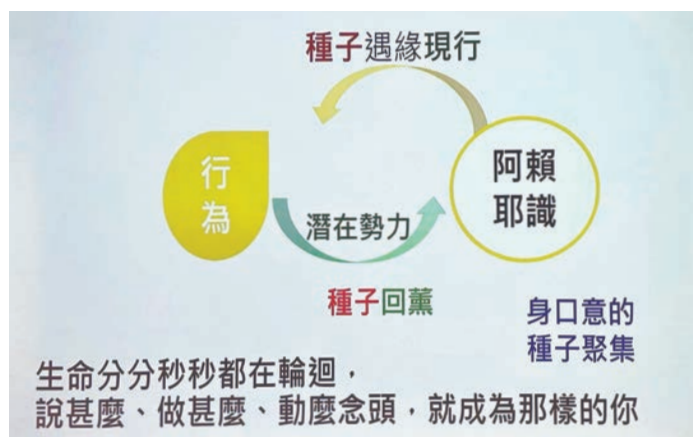 種子遇緣現行
行
為
阿賴
耶識
潛在勢力
種子回薰
身口意的
種子聚集
生命分分秒秒都在輪迴，
說甚麼、做甚麼、動麼念頭，就成為那樣的你